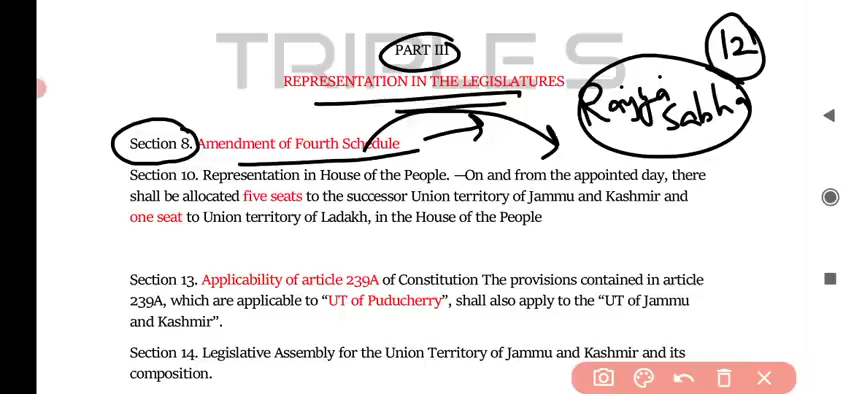 TRIPLE S
PART III
REPRESENTATION IN THE LEGISLATURES
12
Rajya
Sabha
Section 8. Amendment of Fourth Schedule
Section 10. Representation in House of the People. —On and from the appointed day, there
shall be allocated five seats to the successor Union territory of Jammu and Kashmir and
one seat to Union territory of Ladakh, in the House of the People
Section 13. Applicability of article 239A of Constitution The provisions contained in article
239A, which are applicable to “UT of Puducherry”, shall also apply to the “UT of Jammu
and Kashmir”.
Section 14. Legislative Assembly for the Union Territory of Jammu and Kashmir and its
composition.